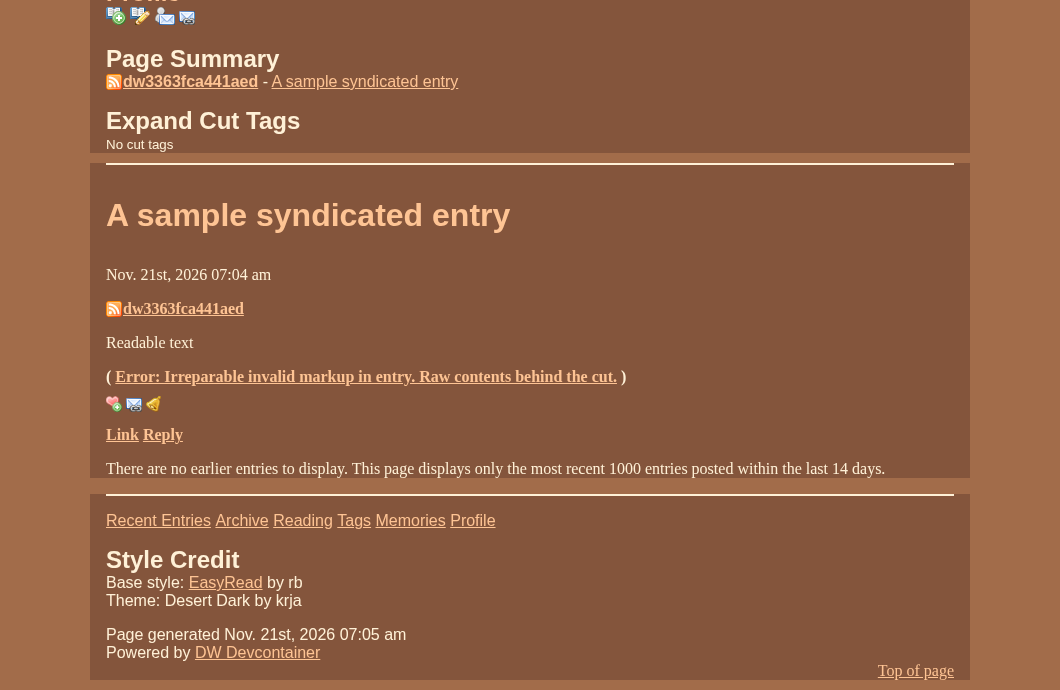 Page Summary
dw3363fca441aed - A sample syndicated entry
Expand Cut Tags
No cut tags
A sample syndicated entry
Nov. 21st, 2026 07:04 am
dw3363fca441aed
Readable text
( Error: Irreparable invalid markup in entry. Raw contents behind the cut. )
Link Reply
There are no earlier entries to display. This page displays only the most recent 1000 entries posted within the last 14 days.
Recent Entries Archive Reading Tags Memories Profile
Style Credit
Base style: EasyRead by rb
Theme: Desert Dark by krja
Page generated Nov. 21st, 2026 07:05 am
Powered by DW Devcontainer
Top of page